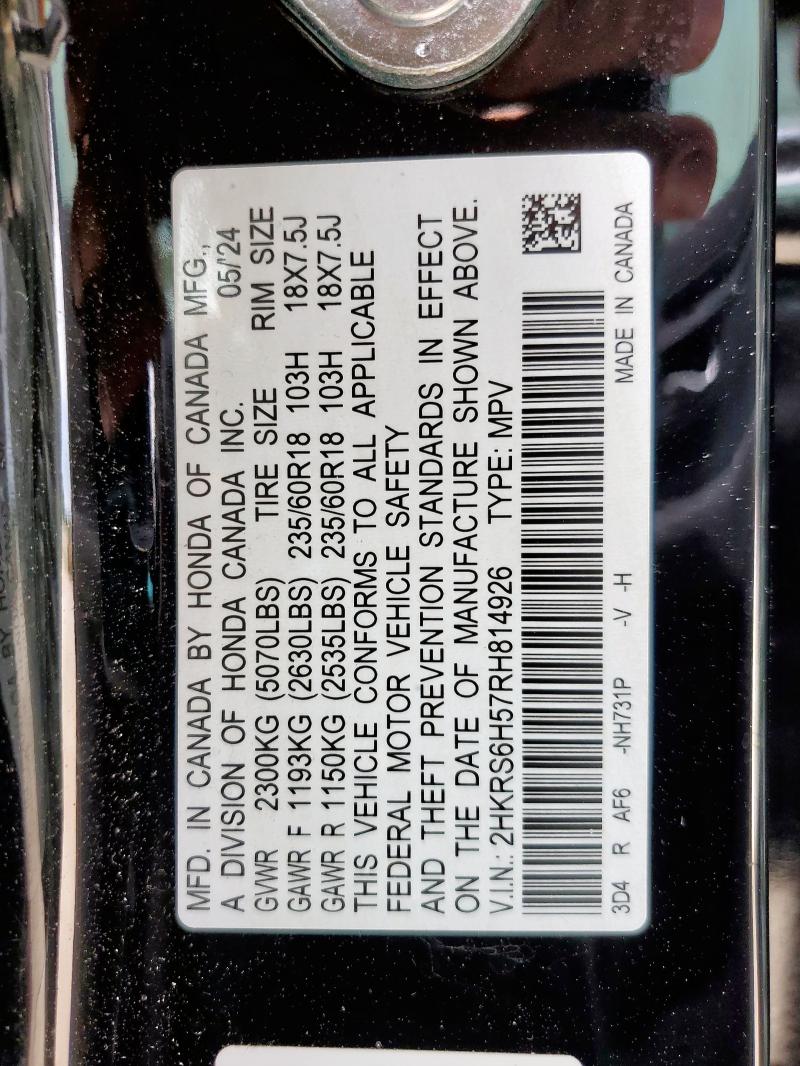 MFD. IN CANADA BY HONDA OF CANADA MFG.,
A DIVISION OF HONDA CANADA INC. 05/'24
GVWR 2300KG (5070LBS) TIRE SIZE RIM SIZE
GAWR F 1193KG (2630LBS) 235/60R18 103H 18X7.5J
GAWR R 1150KG (2535LBS) 235/60R18 103H 18X7.5J
THIS VEHICLE CONFORMS TO ALL APPLICABLE
FEDERAL MOTOR VEHICLE SAFETY
AND THEFT PREVENTION STANDARDS IN EFFECT
ON THE DATE OF MANUFACTURE SHOWN ABOVE.
V.I.N.: 2HKRS6H57RH814926 TYPE: MPV
3D4 R AF6 -NH731P -V -H MADE IN CANADA